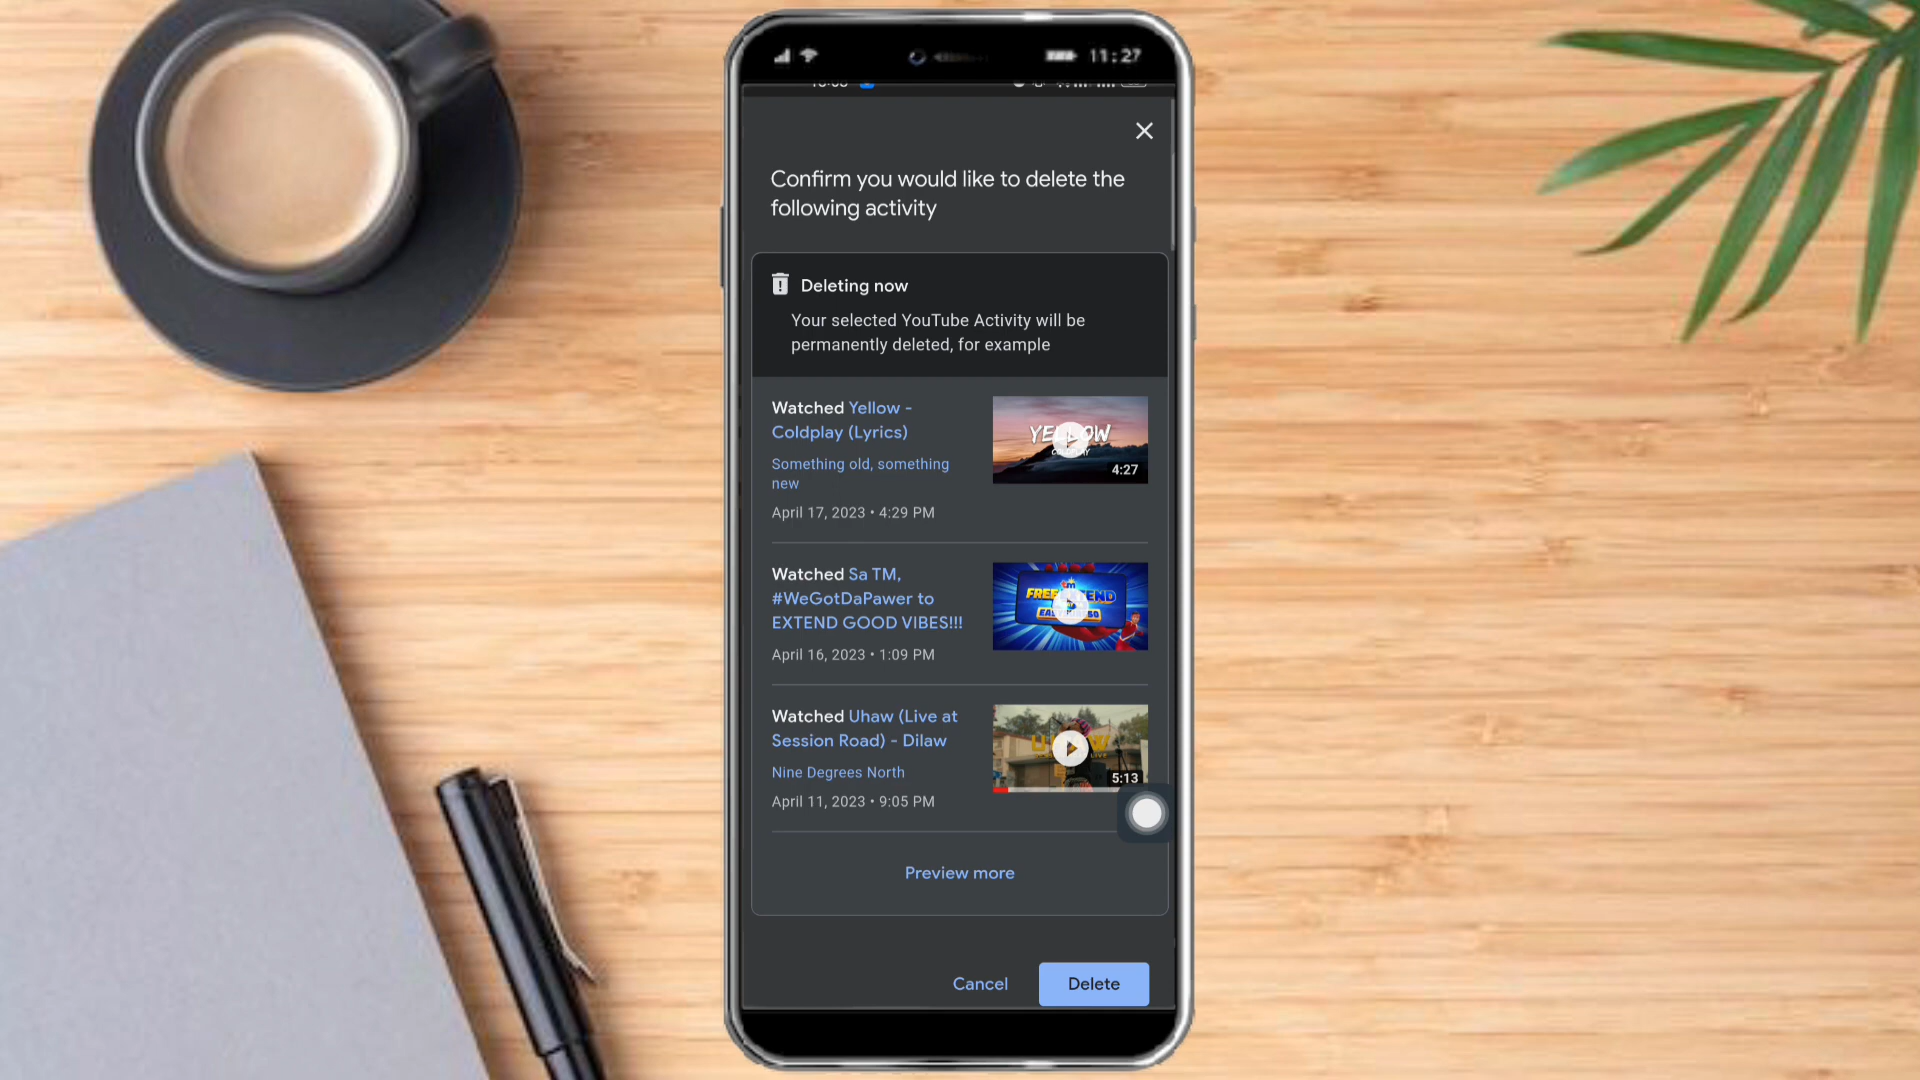 11:27
Confirm you would like to delete the
following activity
Deleting now
Your selected YouTube Activity will be
permanently deleted, for example
Watched Yellow -
Coldplay (Lyrics)
Something old, something
new
April 17, 2023 • 4:29 PM
YELLOW
COLDPLAY
4:27
Watched Sa TM,
#WeGotDaPawer to
EXTEND GOOD VIBES!!!
April 16, 2023 • 1:09 PM
Watched Uhaw (Live at
Session Road) - Dilaw
Nine Degrees North
April 11, 2023 • 9:05 PM
5:13
Preview more
Cancel
Delete